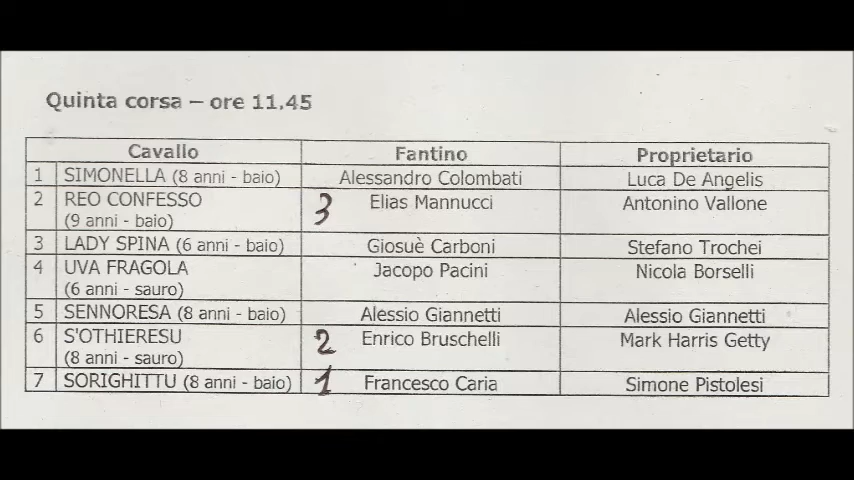 Quinta corsa – ore 11.45
Cavallo Fantino Proprietario
1 SIMONELLA (8 anni - baio) Alessandro Colombati Luca De Angelis
2 REO CONFESSO 3 Elias Mannucci Antonino Vallone
(9 anni - baio)
3 LADY SPINA (6 anni - baio) Giosuè Carboni Stefano Trochei
4 UVA FRAGOLA Jacopo Pacini Nicola Borselli
(6 anni - sauro)
5 SENNORESA (8 anni - baio) Alessio Giannetti Alessio Giannetti
6 S'OTHIERESU 2 Enrico Bruschelli Mark Harris Getty
(8 anni - sauro)
7 SORIGHITTU (8 anni - baio) 1 Francesco Caria Simone Pistolesi